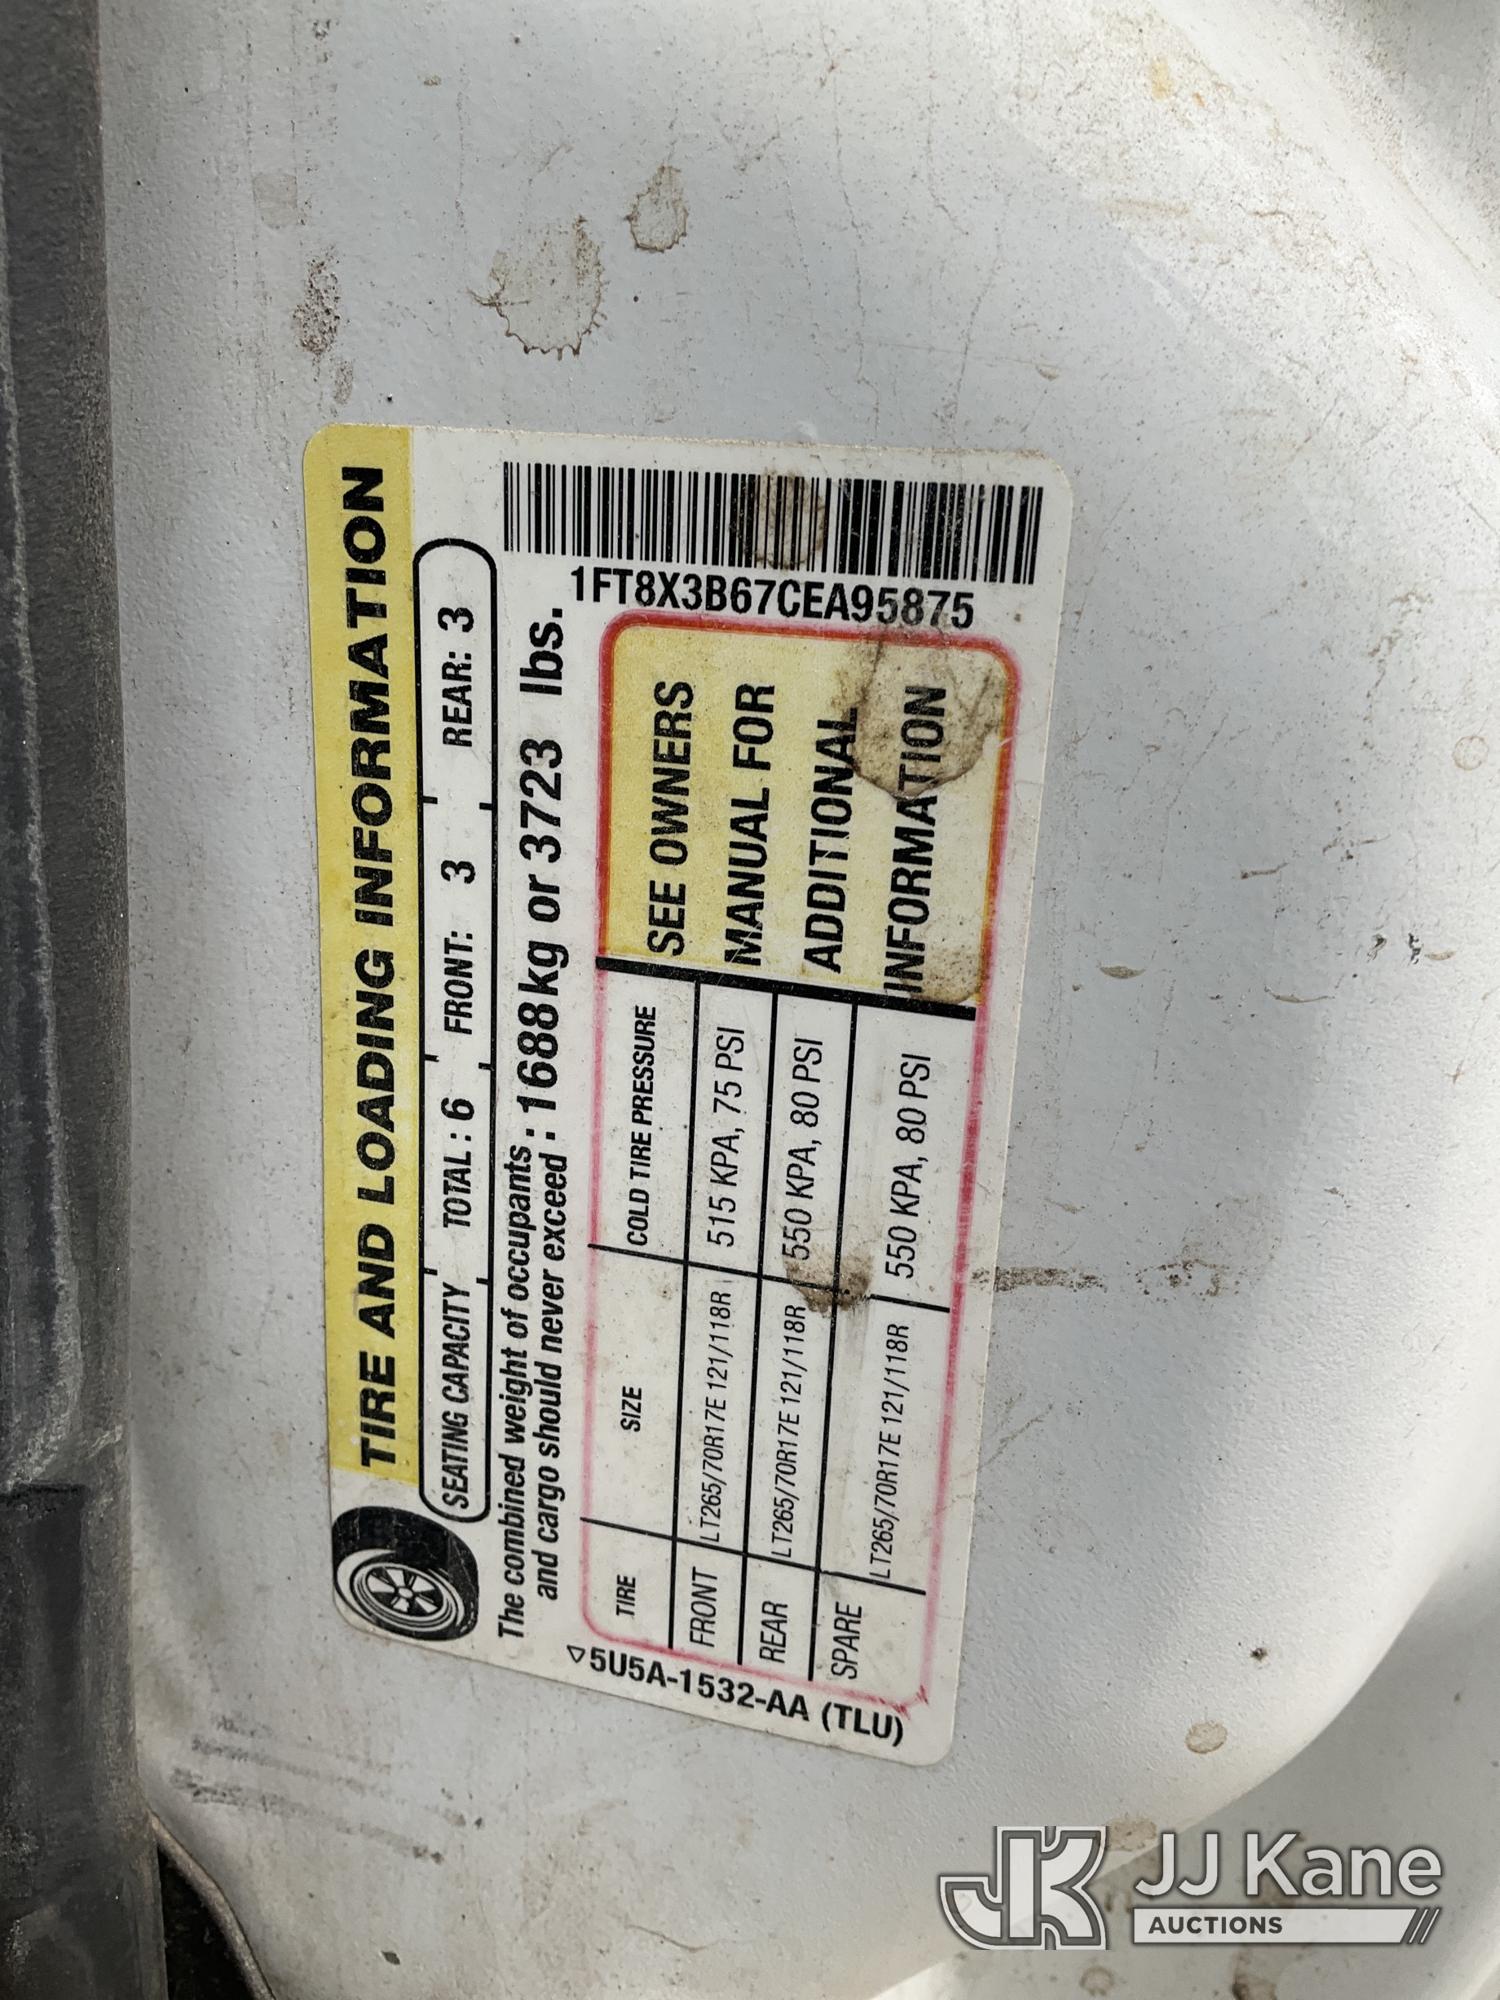 TIRE AND LOADING INFORMATION
SEATING CAPACITY TOTAL : 6 FRONT: 3 REAR: 3
The combined weight of occupants and cargo should never exceed : 1688kg or 3723 lbs.
TIRE SIZE COLD TIRE PRESSURE
FRONT LT265/70R17E 121/118R 515 KPA, 75 PSI
REAR LT265/70R17E 121/118R 550 KPA, 80 PSI
SPARE LT265/70R17E 121/118R 550 KPA, 80 PSI
SEE OWNERS
MANUAL FOR
ADDITIONAL
INFORMATION
1FT8X3B67CEA95875
5U5A-1532-AA (TLU)
JK JJ Kane
AUCTIONS